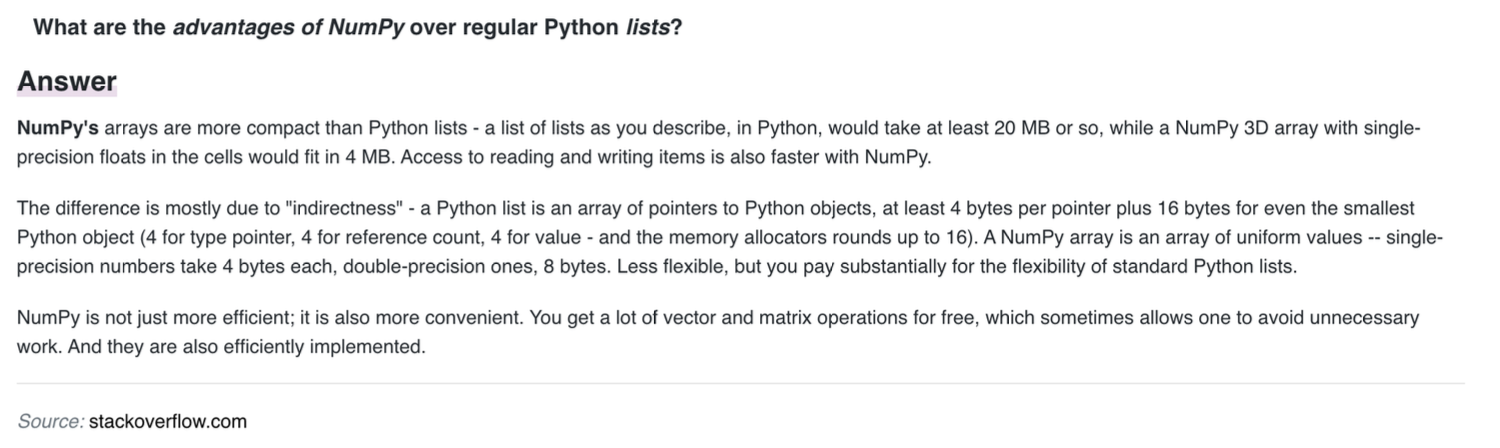 What are the advantages of NumPy over regular Python lists?
Answer
NumPy's arrays are more compact than Python lists - a list of lists as you describe, in Python, would take at least 20 MB or so, while a NumPy 3D array with single-
precision floats in the cells would fit in 4 MB. Access to reading and writing items is also faster with NumPy.
The difference is mostly due to "indirectness" - a Python list is an array of pointers to Python objects, at least 4 bytes per pointer plus 16 bytes for even the smallest
Python object (4 for type pointer, 4 for reference count, 4 for value - and the memory allocators rounds up to 16). A NumPy array is an array of uniform values -- single-
precision numbers take 4 bytes each, double-precision ones, 8 bytes. Less flexible, but you pay substantially for the flexibility of standard Python lists.
NumPy is not just more efficient; it is also more convenient. You get a lot of vector and matrix operations for free, which sometimes allows one to avoid unnecessary
work. And they are also efficiently implemented.
Source: stackoverflow.com